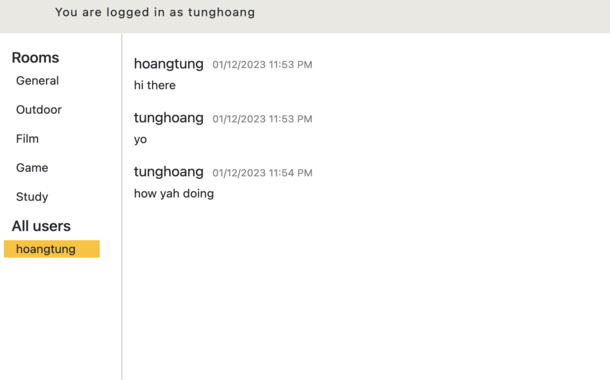 You are logged in as tunghoang
Rooms
General
Outdoor
Film
Game
Study
All users
hoangtung
hoangtung 01/12/2023 11:53 PM
hi there
tunghoang 01/12/2023 11:53 PM
yo
tunghoang 01/12/2023 11:54 PM
how yah doing